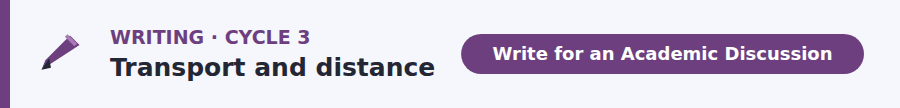 WRITING · CYCLE 3
Transport and distance
Write for an Academic Discussion